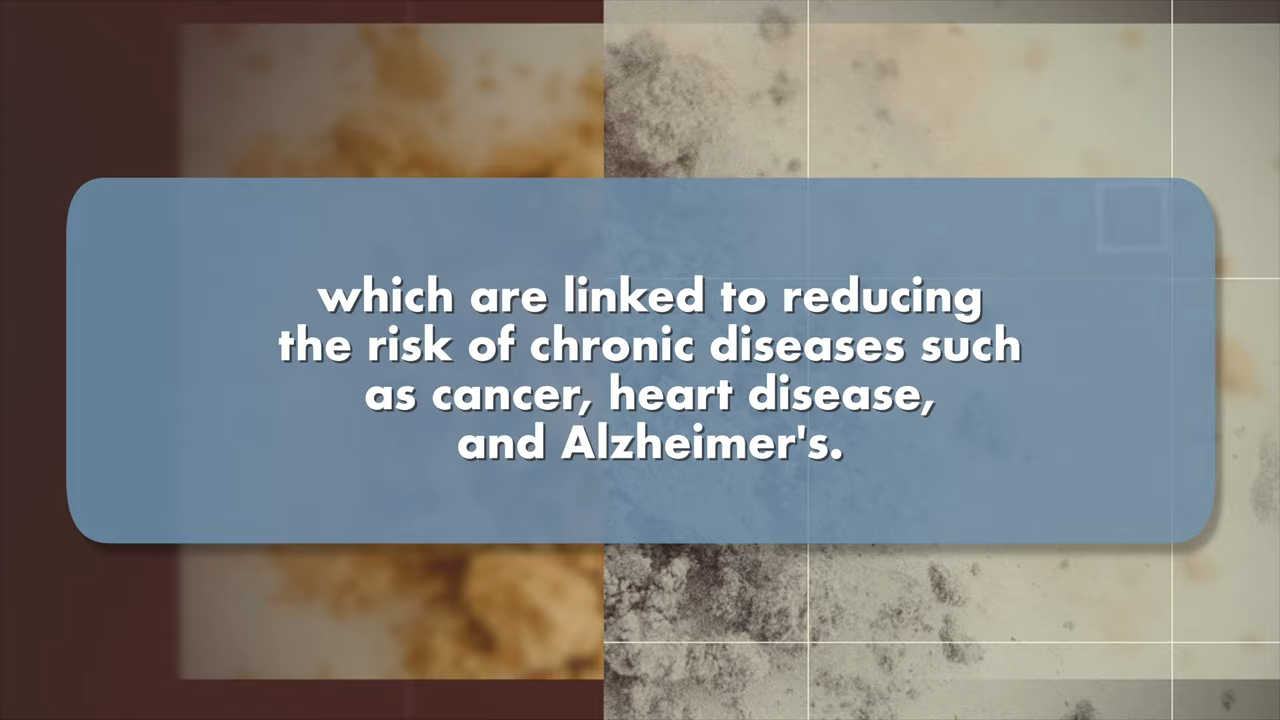 which are linked to reducing
the risk of chronic diseases such
as cancer, heart disease,
and Alzheimer's.